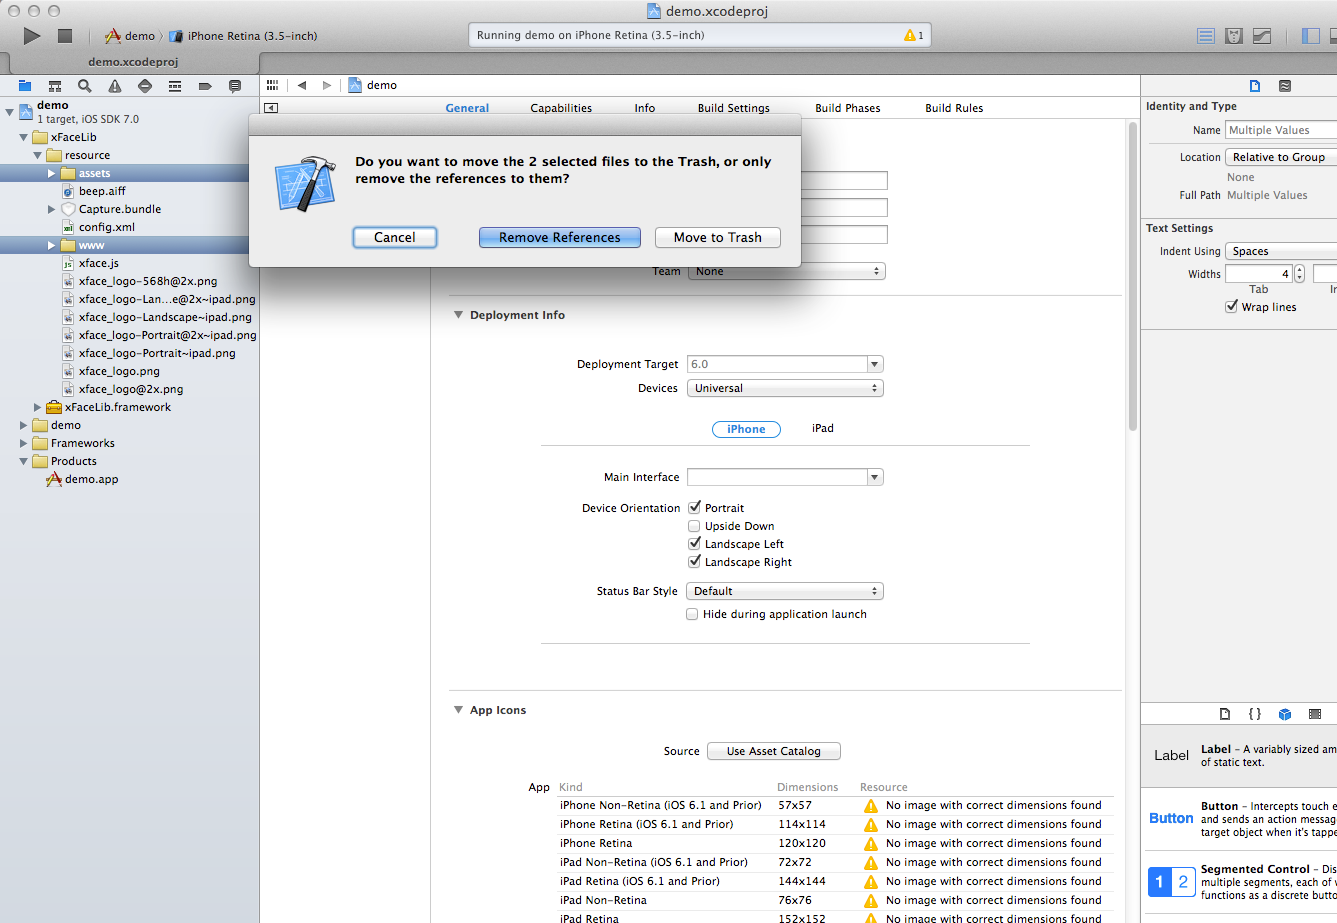 demo.xcodeproj
demo
iPhone Retina (3.5-inch)
Running demo on iPhone Retina (3.5-inch)
1
demo.xcodeproj
demo
demo
1 target, iOS SDK 7.0
xFaceLib
resource
assets
beep.aiff
Capture.bundle
config.xml
www
xface.js
xface_logo-568h@2x.png
xface_logo-Lan...e@2x~ipad.png
xface_logo-Landscape~ipad.png
xface_logo-Portrait@2x~ipad.png
xface_logo-Portrait~ipad.png
xface_logo.png
xface_logo@2x.png
xFaceLib.framework
demo
Frameworks
Products
demo.app
General Capabilities Info Build Settings Build Phases Build Rules
Do you want to move the 2 selected files to the Trash, or only
remove the references to them?
Cancel Remove References Move to Trash
Team None
Deployment Info
Deployment Target 6.0
Devices Universal
iPhone iPad
Main Interface
Device Orientation Portrait
Upside Down
Landscape Left
Landscape Right
Status Bar Style Default
Hide during application launch
App Icons
Source Use Asset Catalog
App Kind Dimensions Resource
iPhone Non-Retina (iOS 6.1 and Prior) 57x57 No image with correct dimensions found
iPhone Retina (iOS 6.1 and Prior) 114x114 No image with correct dimensions found
iPhone Retina 120x120 No image with correct dimensions found
iPad Non-Retina (iOS 6.1 and Prior) 72x72 No image with correct dimensions found
iPad Retina (iOS 6.1 and Prior) 144x144 No image with correct dimensions found
iPad Non-Retina 76x76 No image with correct dimensions found
iPad Retina 152x152 No image with correct dimensions found
Identity and Type
Name Multiple Values
Location Relative to Group
None
Full Path Multiple Values
Text Settings
Indent Using Spaces
Widths 4
Tab In
Wrap lines
{ }
Label Label - A variably sized am
of static text.
Button Button - Intercepts touch e
and sends an action message
target object when it's tappe
1 2 Segmented Control - Dis
multiple segments, each of w
functions as a discrete butto